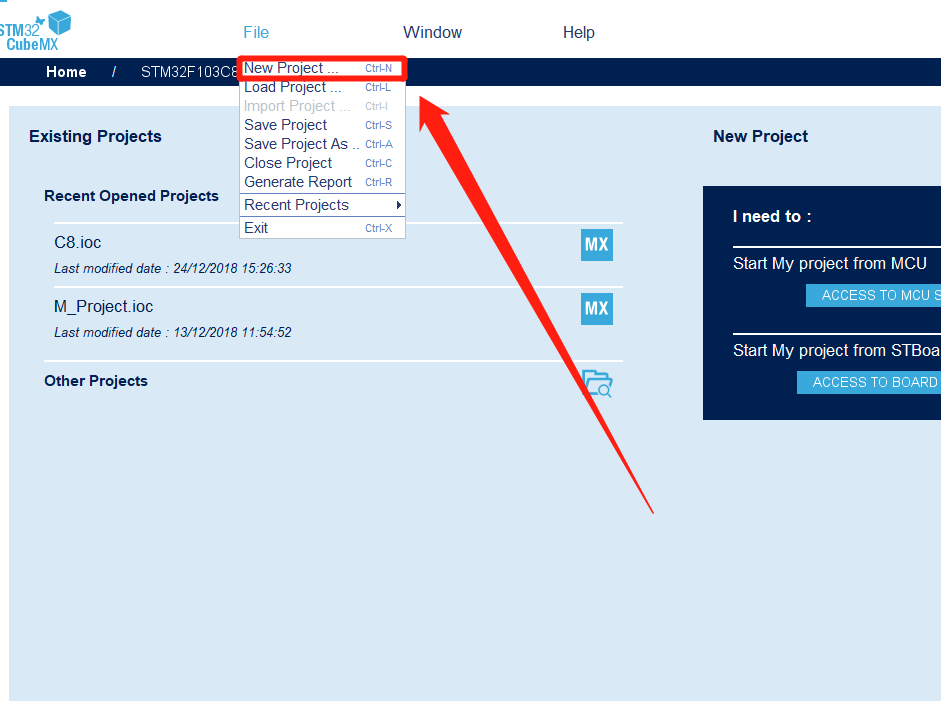 STM32
CubeMX
File Window Help
Home / STM32F103C8
New Project ... Ctrl-N
Load Project ... Ctrl-L
Import Project ... Ctrl-I
Save Project Ctrl-S
Save Project As .. Ctrl-A
Close Project Ctrl-C
Generate Report Ctrl-R
Recent Projects
Exit Ctrl-X
Existing Projects
Recent Opened Projects
C8.ioc
MX
Last modified date : 24/12/2018 15:26:33
M_Project.ioc
MX
Last modified date : 13/12/2018 11:54:52
Other Projects
New Project
I need to :
Start My project from MCU
ACCESS TO MCU S
Start My project from STBoa
ACCESS TO BOARD